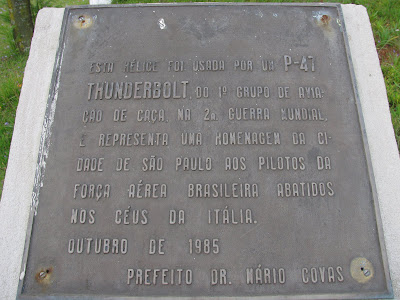 ESTA HÉLICE FOI USADA POR UM P-47
THUNDERBOLT, DO 1º GRUPO DE AVIA-
ÇÃO DE CAÇA, NA 2a. GUERRA MUNDIAL,
E REPRESENTA UMA HOMENAGEM DA CI-
DADE DE SÃO PAULO AOS PILOTOS DA
FORÇA AÉREA BRASILEIRA ABATIDOS
NOS CÉUS DA ITÁLIA.
OUTUBRO DE 1985
PREFEITO DR. MÁRIO COVAS